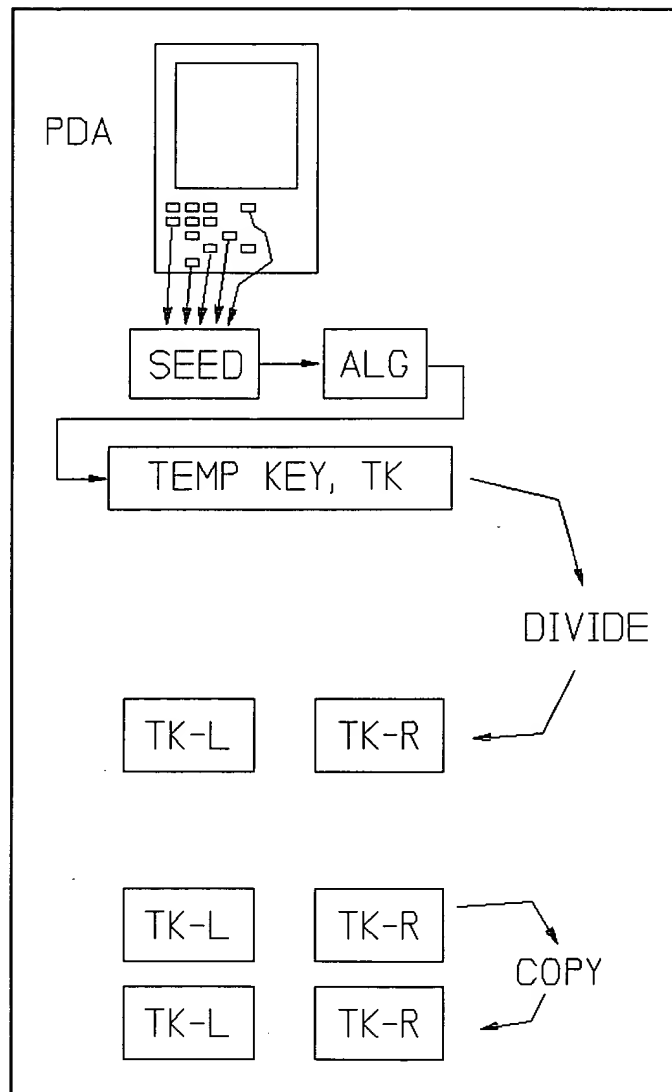 PDA
SEED ALG
TEMP KEY, TK
DIVIDE
TK-L TK-R
TK-L TK-R
COPY
TK-L TK-R